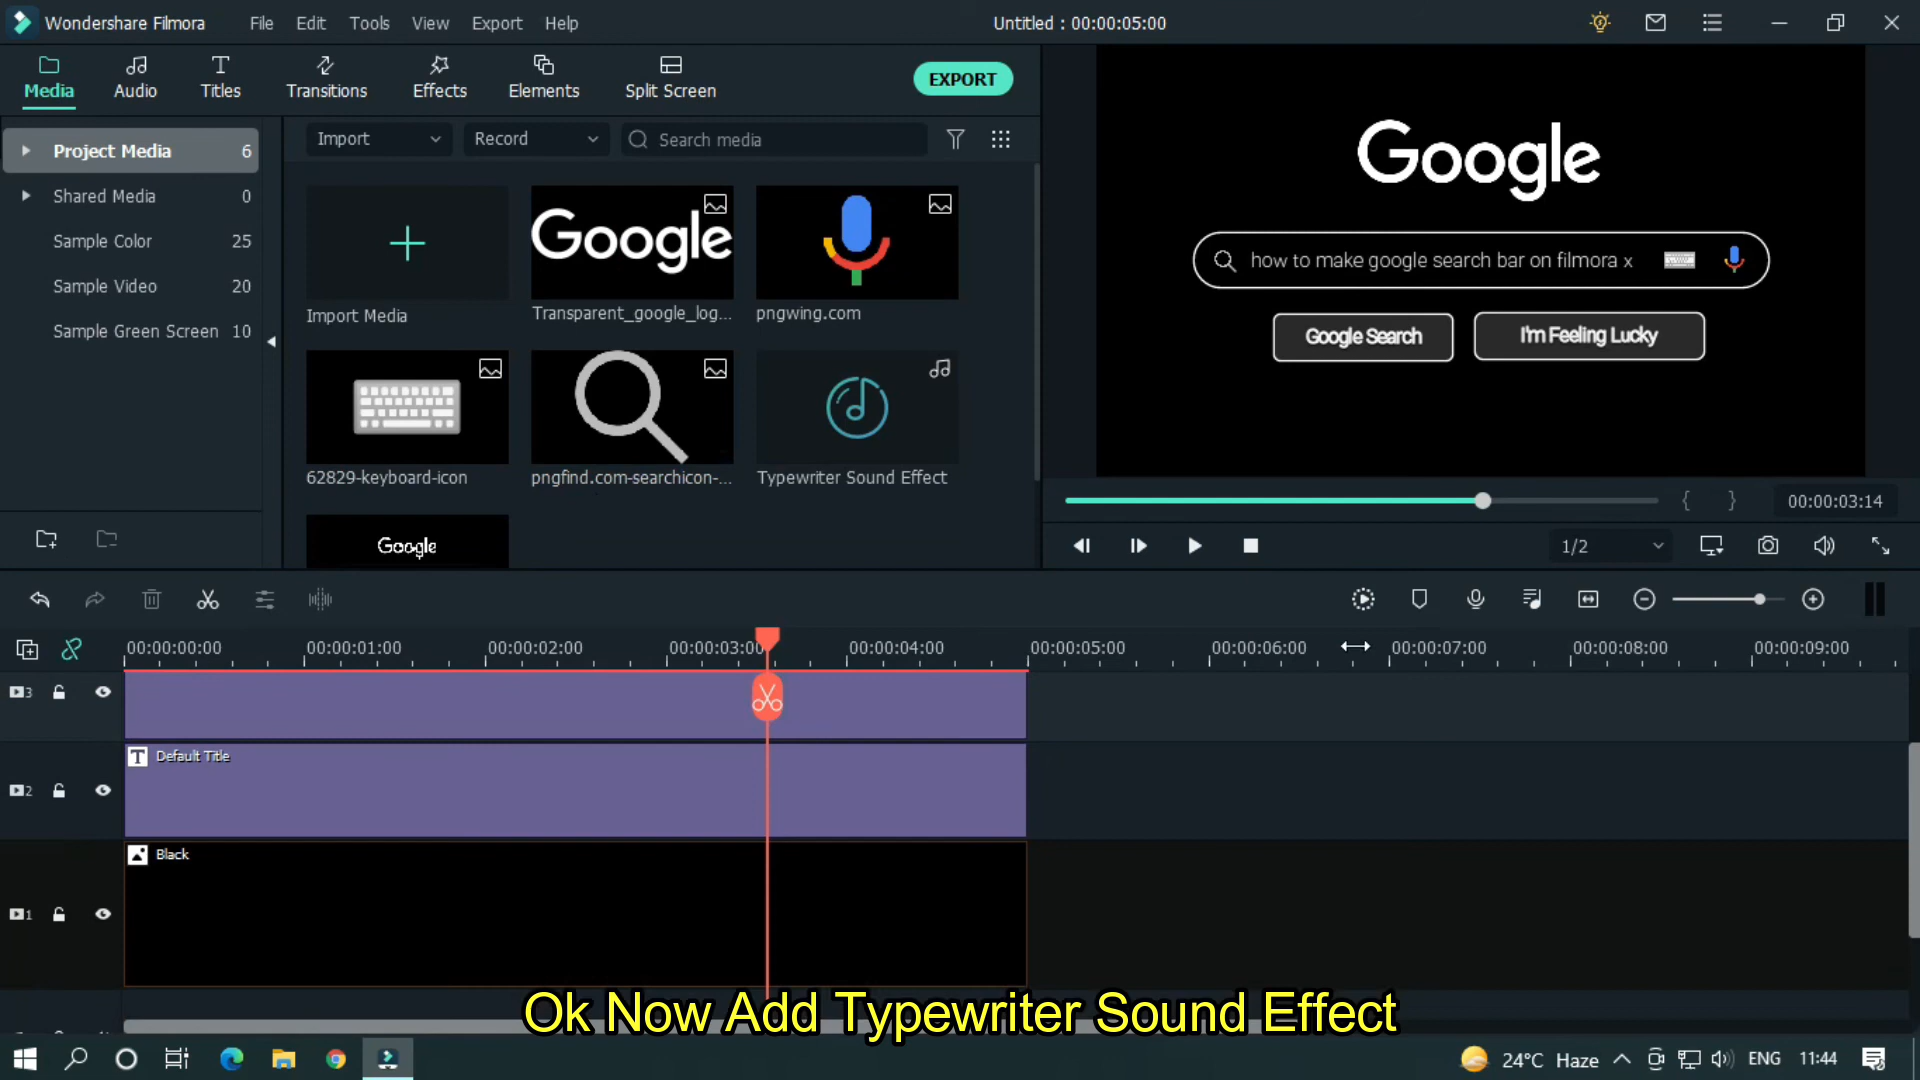 Wondershare Filmora
File
Edit
Tools
View
Export
Help
Untitled : 00:00:05:00
Media
Audio
Titles
Transitions
Effects
Elements
Split Screen
EXPORT
Project Media 6
Shared Media 0
Sample Color 25
Sample Video 20
Sample Green Screen 10
Import
Record
Search media
Import Media
Google
Transparent_google_log...
pngwing.com
62829-keyboard-icon
pngfind.com-searchicon-...
Typewriter Sound Effect
Google
Google
how to make google search bar on filmora x
Google Search
I'm Feeling Lucky
{ } 00:00:03:14
1/2
00:00:00:00
00:00:01:00
00:00:02:00
00:00:03:00
00:00:04:00
00:00:05:00
00:00:06:00
00:00:07:00
00:00:08:00
00:00:09:00
3
2
T Default Title
1
Black
Ok Now Add Typewriter Sound Effect
24°C Haze
ENG
11:44